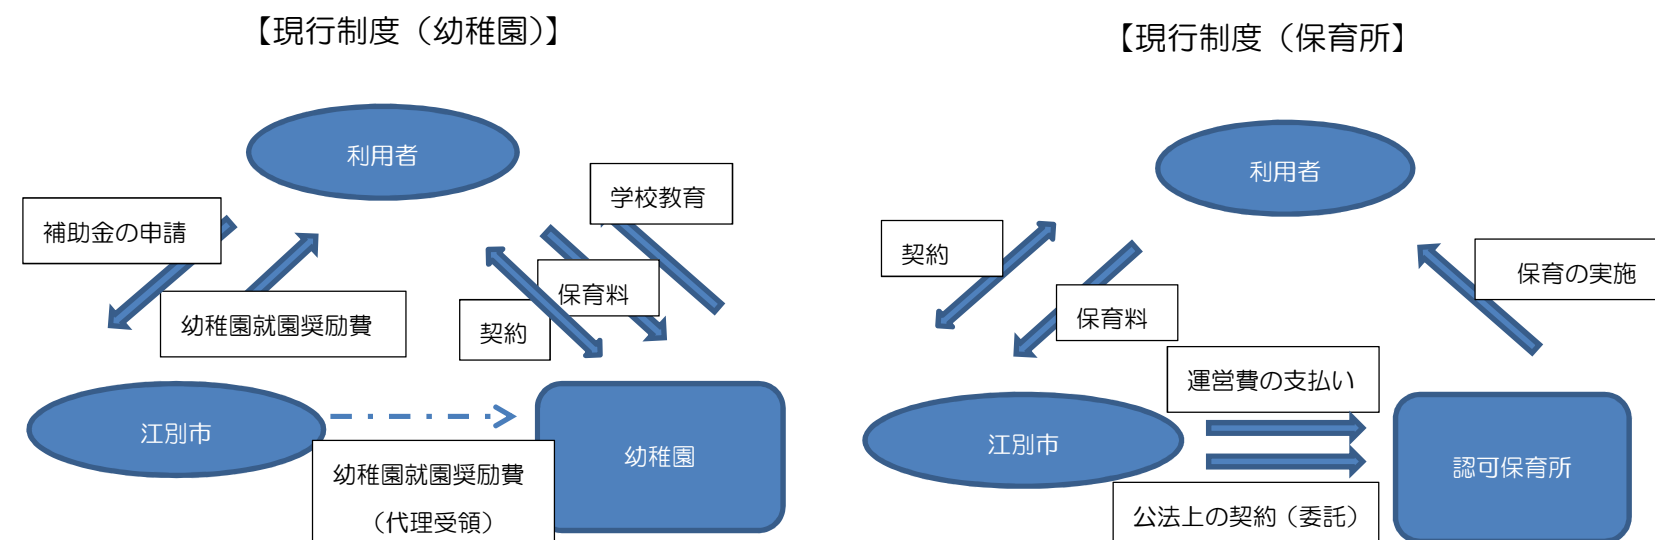 【現行制度（幼稚園)】
利用者
学校教育
補助金の申請
保育料
幼稚園就園奨励費
契約
江別市
幼稚園
幼稚園就園奨励費
（代理受領）
【現行制度（保育所】
利用者
契約
保育の実施
保育料
運営費の支払い
江別市
認可保育所
公法上の契約（委託）